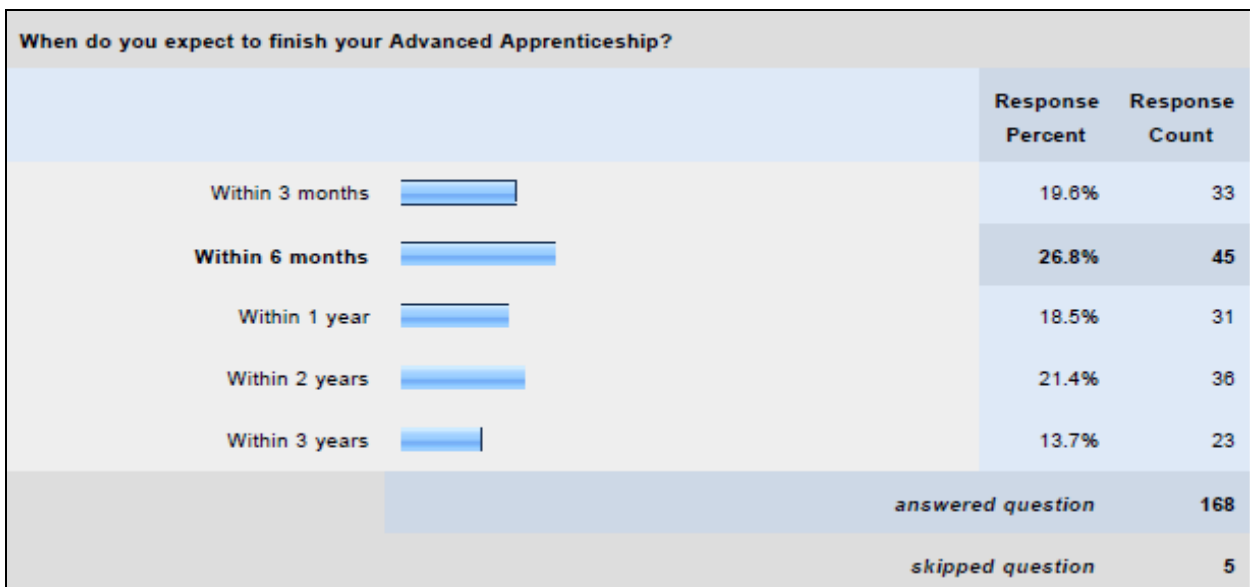 When do you expect to finish your Advanced Apprenticeship?
Response Response
Percent Count
Within 3 months 19.6% 33
Within 6 months 26.8% 45
Within 1 year 18.5% 31
Within 2 years 21.4% 36
Within 3 years 13.7% 23
answered question 168
skipped question 5